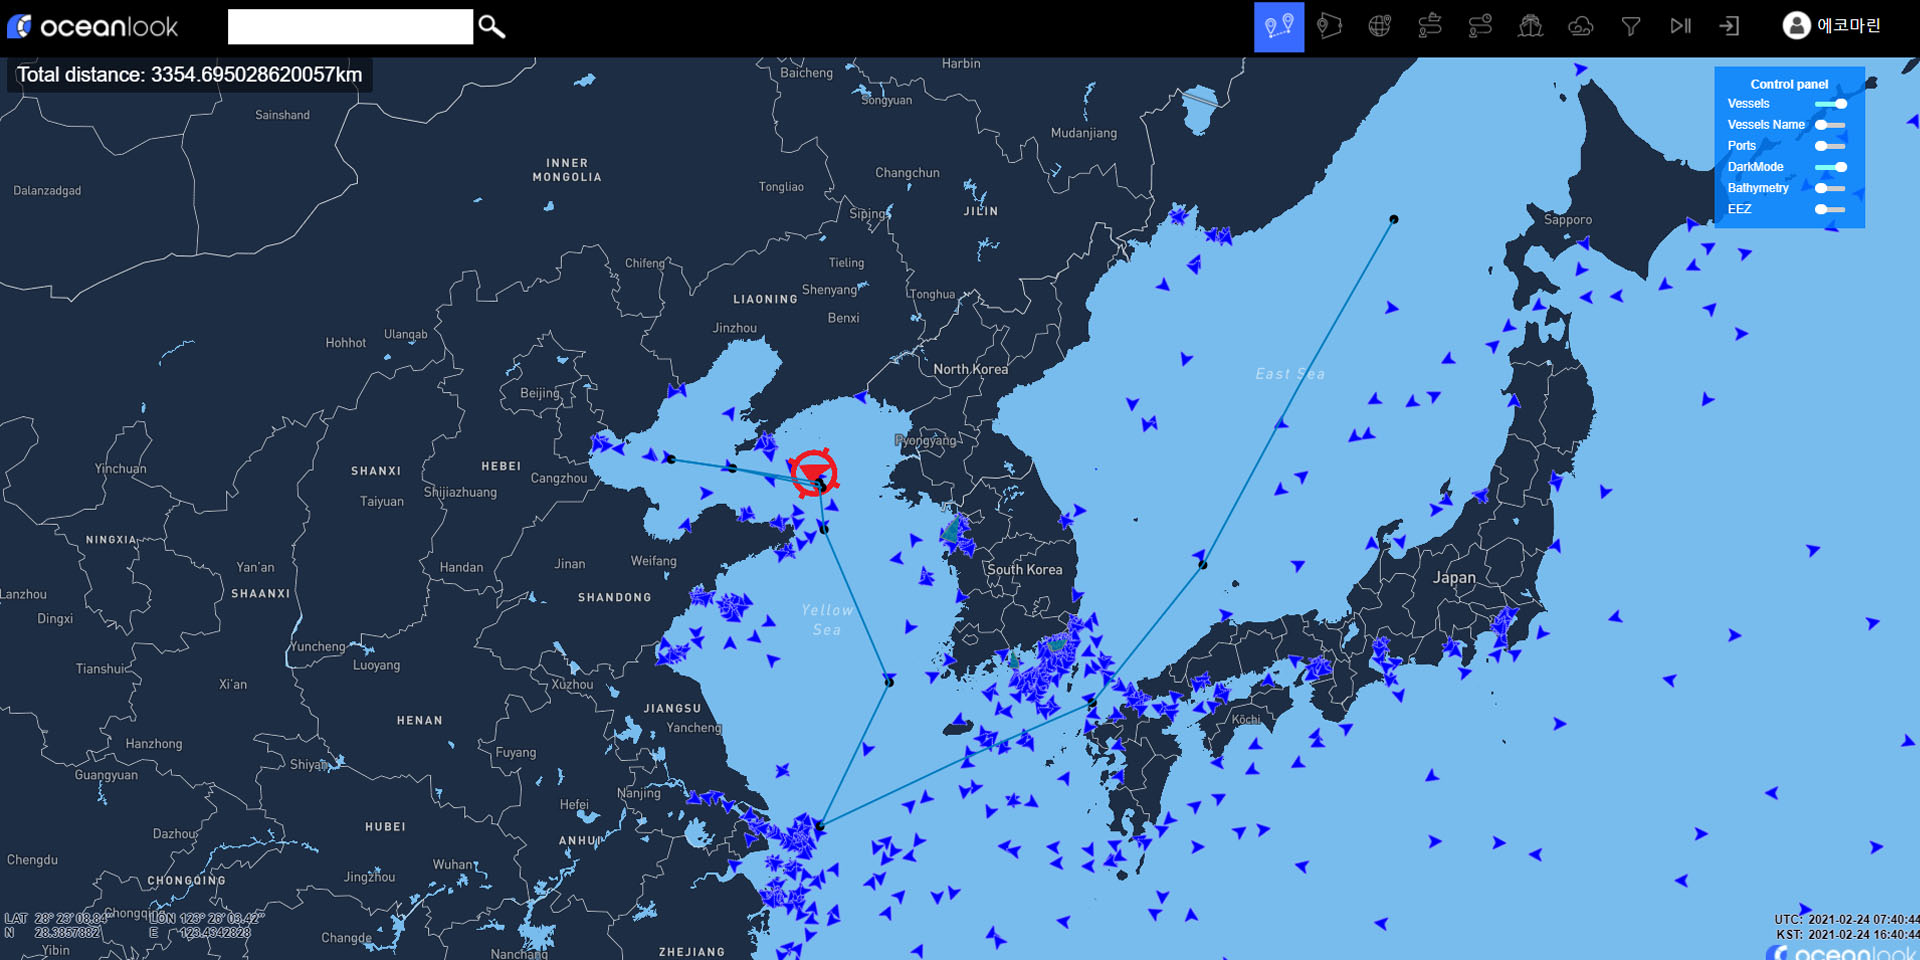 oceanlook
에코마린
Total distance: 3354.695028620057km
Control panel
Vessels
Vessels Name
Ports
DarkMode
Bathymetry
EEZ
Harbin
Baicheng
Songyuan
Sainshand
Mudanjiang
INNER
MONGOLIA
Changchun
Tongliao
Dalanzadgad
Siping
JILIN
Sapporo
Chifeng
Tieling
Shenyang
Tonghua
LIAONING
Benxi
Jinzhou
Ulanqab
Hohhot
North Korea
East Sea
Beijing
Pyongyang
Yinchuan
SHANXI
HEBEI
Cangzhou
Taiyuan
Shijiazhuang
NINGXIA
Jinan
Weifang
Yan'an
Handan
South Korea
Japan
Lanzhou
SHAANXI
SHANDONG
Dingxi
Yellow
Sea
Yuncheng
Luoyang
Tianshui
Xi'an
Xuzhou
JIANGSU
HENAN
Yancheng
Kōchi
Hanzhong
Fuyang
Shiyan
Guangyuan
Nanjing
Hefei
HUBEI
Dazhou
ANHUI
Chengdu
Wuhan
CHONGQING
Jingzhou
Chongqing
LAT 28° 23' 08.84" LON 123° 26' 03.42"
N 28.3857882 E 123.4342828
Changde
Yibin
Nanchang
ZHEJIANG
UTC: 2021-02-24 07:40:44
KST: 2021-02-24 16:40:44
oceanlook